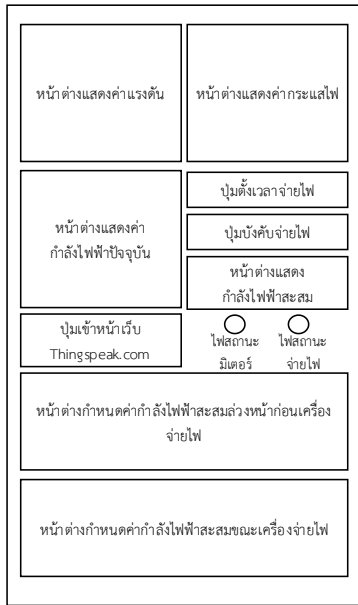 หน้าต่างแสดงค่าแรงดัน
หน้าต่างแสดงค่ากระแสไฟ
หน้าต่างแสดงค่า
กำลังไฟฟ้าปัจจุบัน
ปุ่มตั้งเวลาจ่ายไฟ
ปุ่มบังคับจ่ายไฟ
หน้าต่างแสดง
กำลังไฟฟ้าสะสม
ปุ่มเข้าหน้าเว็บ
Thingspeak.com
ไฟสถานะ
มิเตอร์
ไฟสถานะ
จ่ายไฟ
หน้าต่างกำหนดค่ากำลังไฟฟ้าสะสมล่วงหน้าก่อนเครื่อง
จ่ายไฟ
หน้าต่างกำหนดค่ากำลังไฟฟ้าสะสมขณะเครื่องจ่ายไฟ